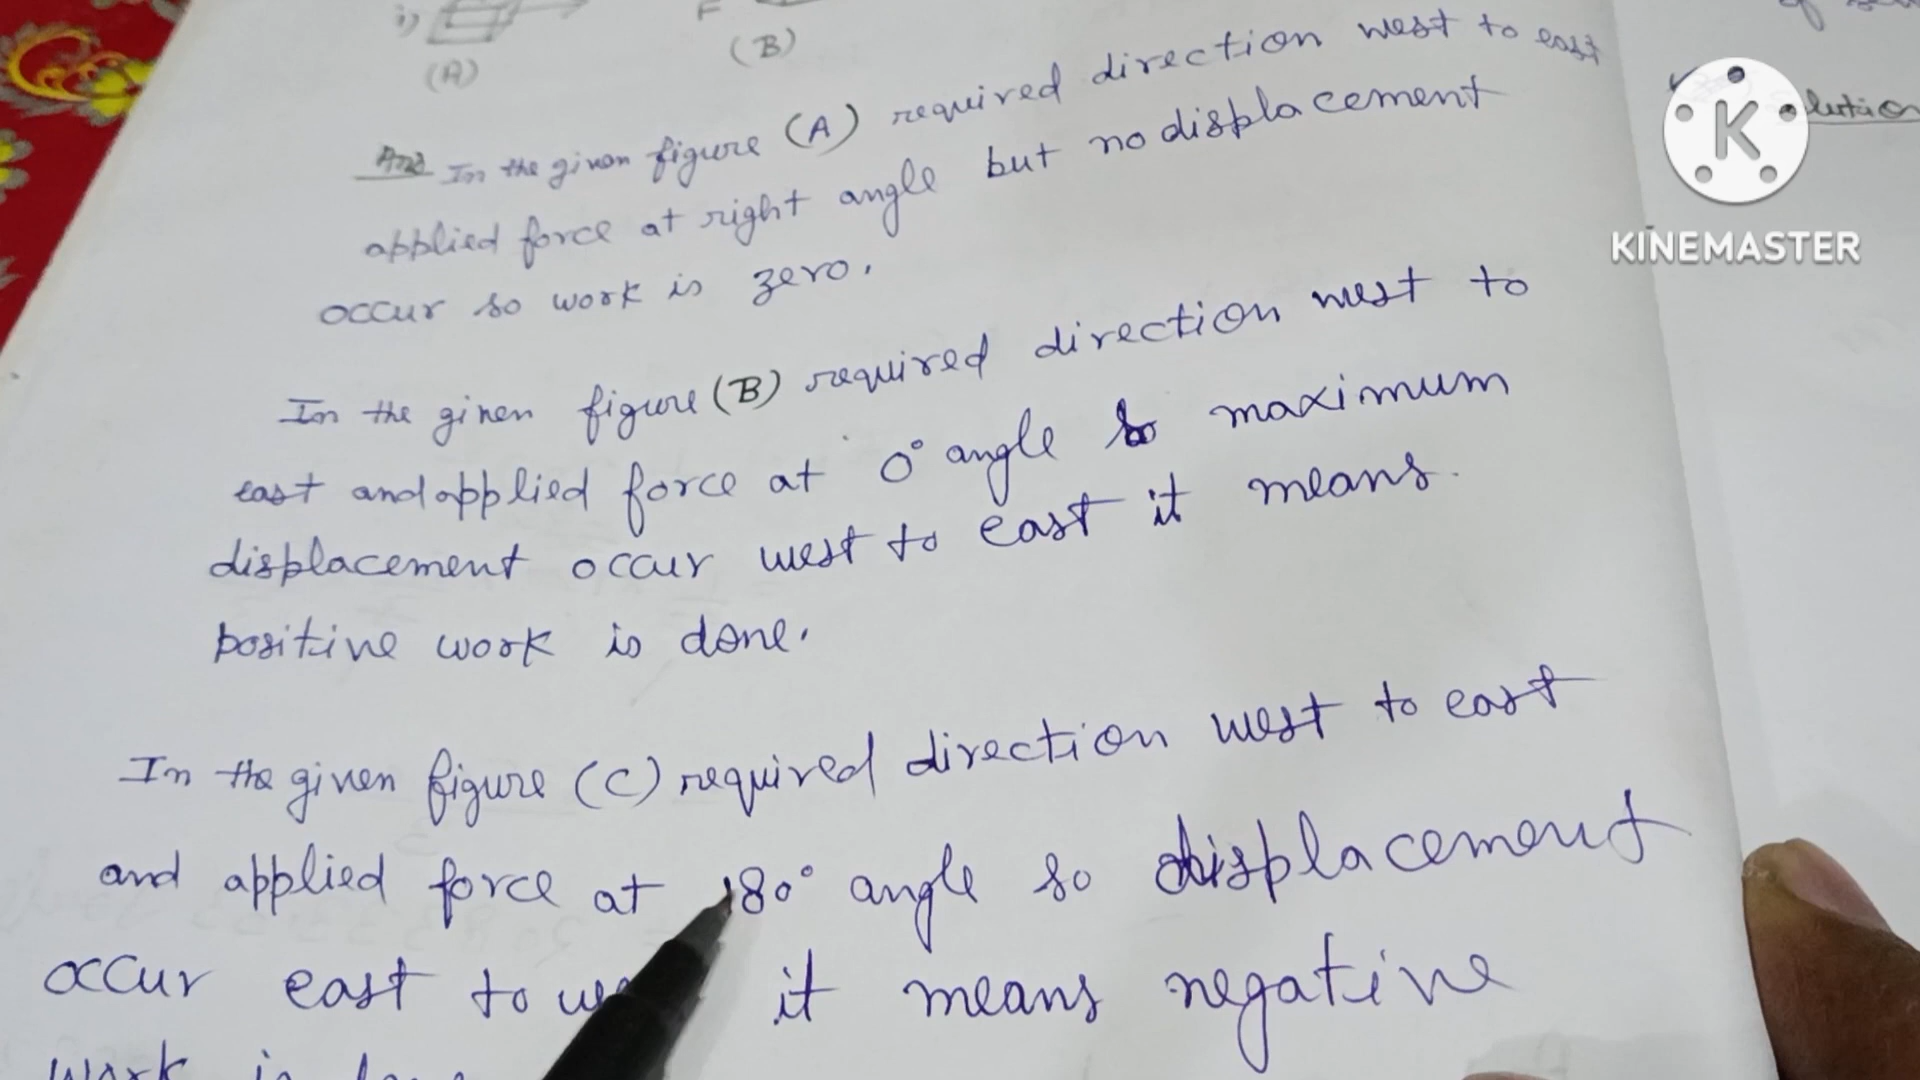 i)
F
(A)
(B)
Ans In the given figure (A) required direction west to east
applied force at right angle but no displacement
occur so work is zero.
In the given figure (B) required direction west to
east and applied force at 0° angle so maximum
displacement occur west to east it means.
positive work is done.
In the given figure (C) required direction west to east
and applied force at 180° angle so displacement
occur east to it means negative
work is
K
KINEMASTER